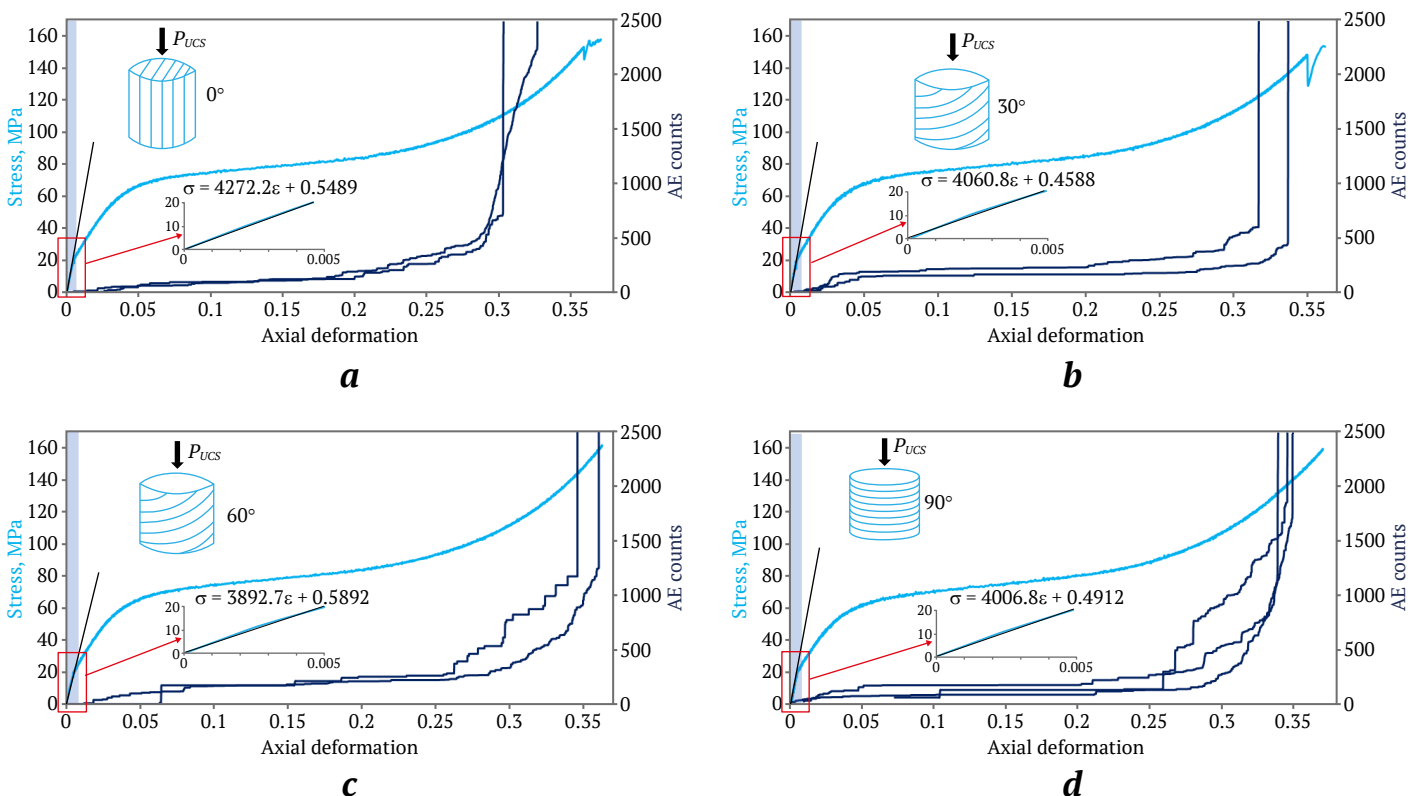 160
140
120
100
80
60
40
20
0
Stress, MPa
P_UCS
0°
σ = 4272.2ε + 0.5489
20
10
0
0.005
2500
2000
1500
1000
500
0
AE counts
0 0.05 0.1 0.15 0.2 0.25 0.3 0.35
Axial deformation
a
160
140
120
100
80
60
40
20
0
Stress, MPa
P_UCS
30°
σ = 4060.8ε + 0.4588
20
10
0
0.005
2500
2000
1500
1000
500
0
AE counts
0 0.05 0.1 0.15 0.2 0.25 0.3 0.35
Axial deformation
b
160
140
120
100
80
60
40
20
0
Stress, MPa
P_UCS
60°
σ = 3892.7ε + 0.5892
20
10
0
0.005
2500
2000
1500
1000
500
0
AE counts
0 0.05 0.1 0.15 0.2 0.25 0.3 0.35
Axial deformation
c
160
140
120
100
80
60
40
20
0
Stress, MPa
P_UCS
90°
σ = 4006.8ε + 0.4912
20
10
0
0 0.005
2500
2000
1500
1000
500
0
AE counts
0 0.05 0.1 0.15 0.2 0.25 0.3 0.35
Axial deformation
d